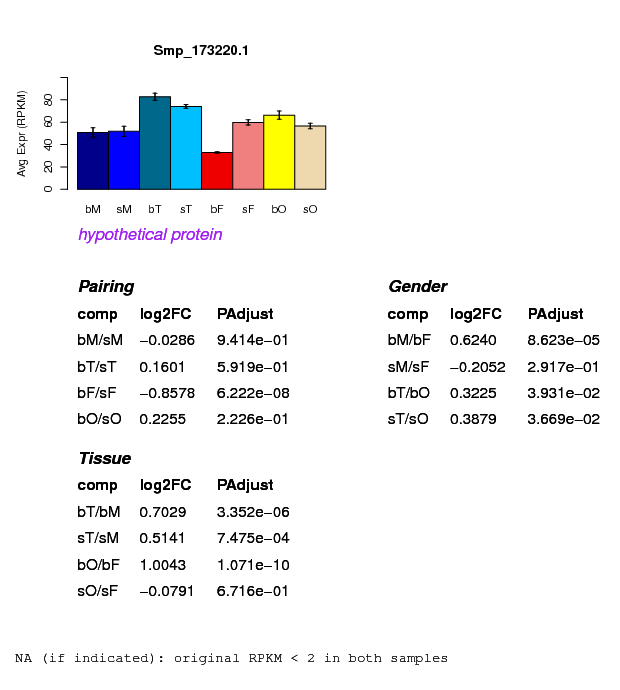 Smp_173220.1
Avg Expr (RPKM)
0 20 40 60 80
bM sM bT sT bF sF bO sO
hypothetical protein
Pairing
comp log2FC PAdjust
bM/sM −0.0286 9.414e−01
bT/sT 0.1601 5.919e−01
bF/sF −0.8578 6.222e−08
bO/sO 0.2255 2.226e−01
Gender
comp log2FC PAdjust
bM/bF 0.6240 8.623e−05
sM/sF −0.2052 2.917e−01
bT/bO 0.3225 3.931e−02
sT/sO 0.3879 3.669e−02
Tissue
comp log2FC PAdjust
bT/bM 0.7029 3.352e−06
sT/sM 0.5141 7.475e−04
bO/bF 1.0043 1.071e−10
sO/sF −0.0791 6.716e−01
NA (if indicated): original RPKM < 2 in both samples